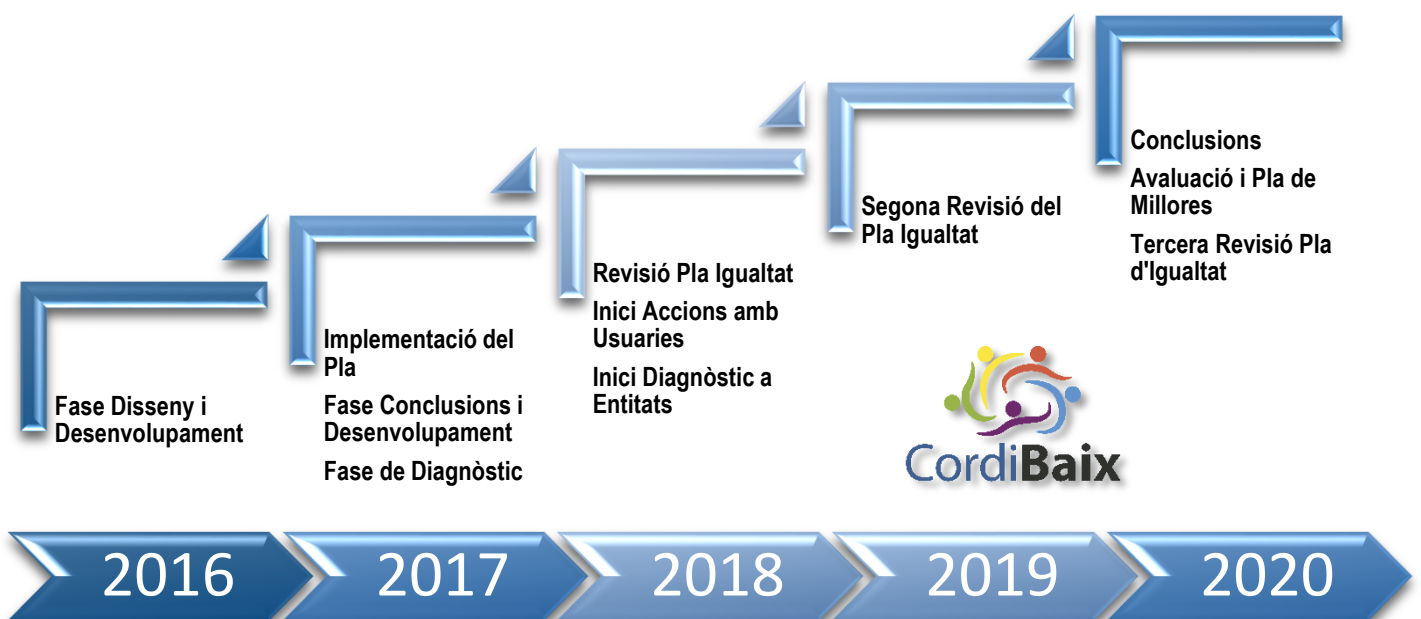 Fase Disseny i
Desenvolupament
Implementació del
Pla
Fase Conclusions i
Desenvolupament
Fase de Diagnòstic
Revisió Pla Igualtat
Inici Accions amb
Usuaries
Inici Diagnòstic a
Entitats
Segona Revisió del
Pla Igualtat
Conclusions
Avaluació i Pla de
Millores
Tercera Revisió Pla
d'Igualtat
CordiBaix
2016
2017
2018
2019
2020